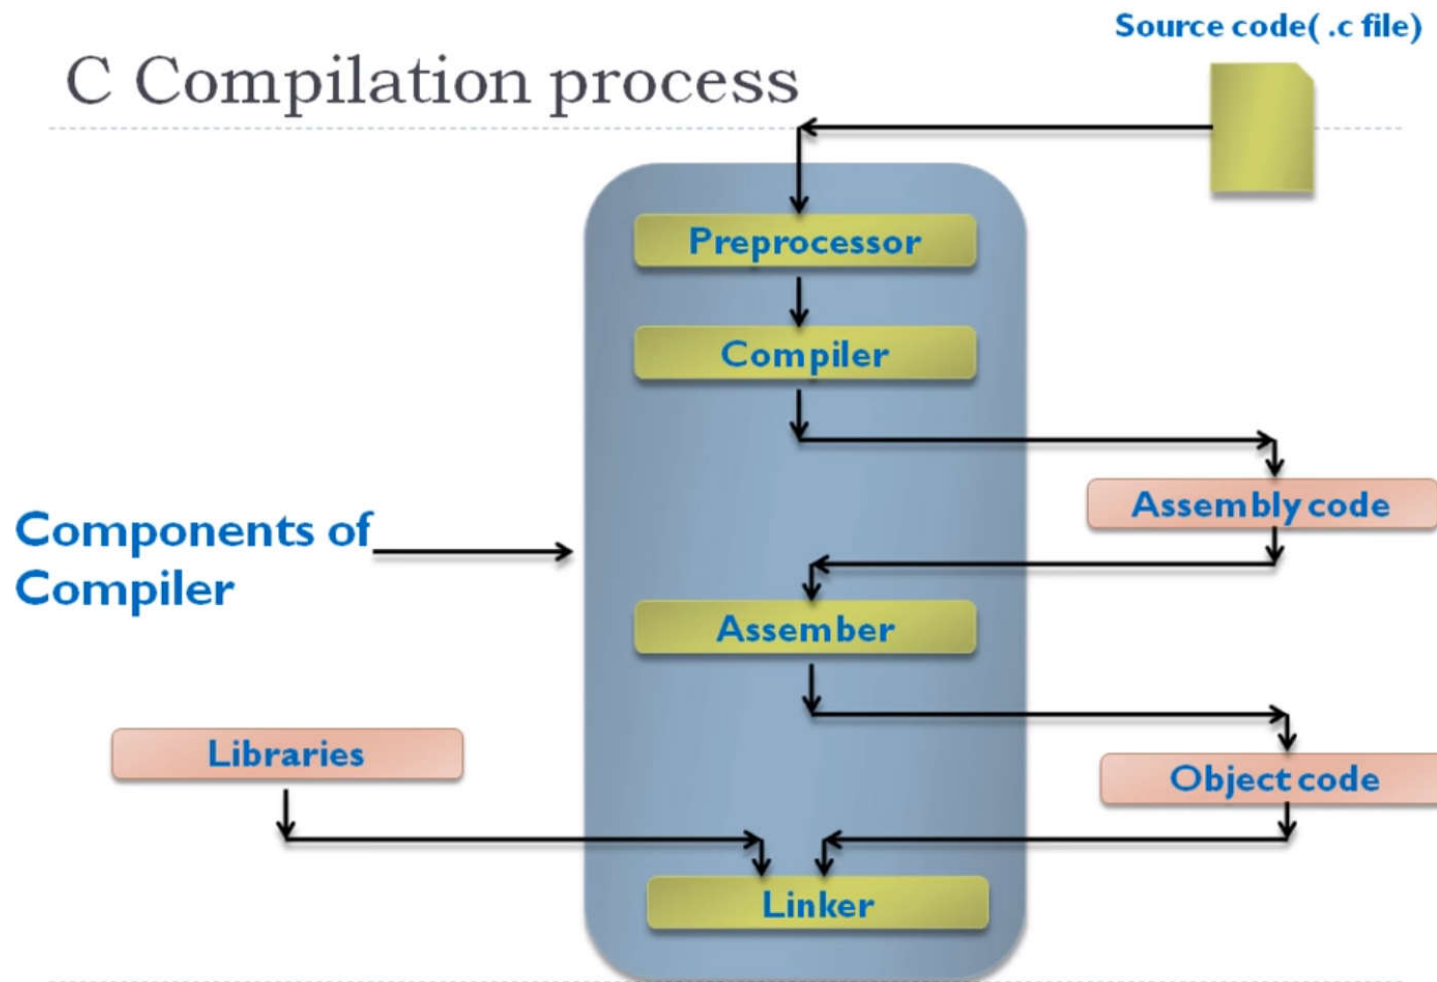 Source code( .c file)
C Compilation process
Preprocessor
Compiler
Assembly code
Components of
Compiler
Assember
Libraries
Object code
Linker